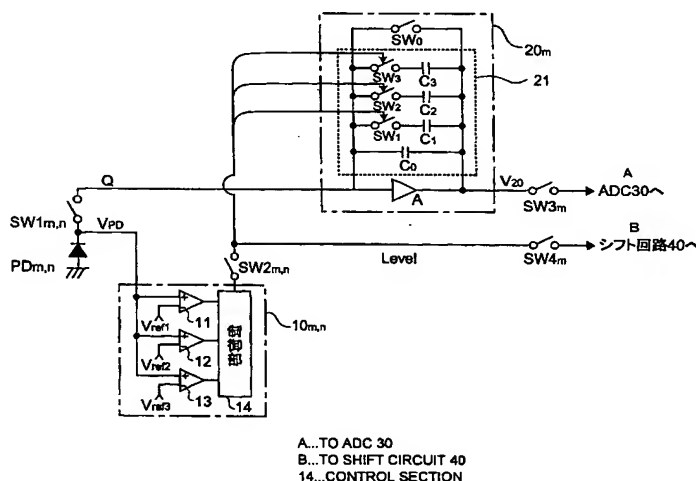 SW0
20m
21
SW3
C3
SW2
C2
SW1
C1
C0
Q
A
V20
SW3m
A
ADC30へ
SW1m,n
VPD
PDm,n
Level
SW4m
B
シフト回路40へ
SW2m,n
10m,n
Vref1
11
Vref2
12
Vref3
13
制御部
14
A...TO ADC 30
B...TO SHIFT CIRCUIT 40
14...CONTROL SECTION